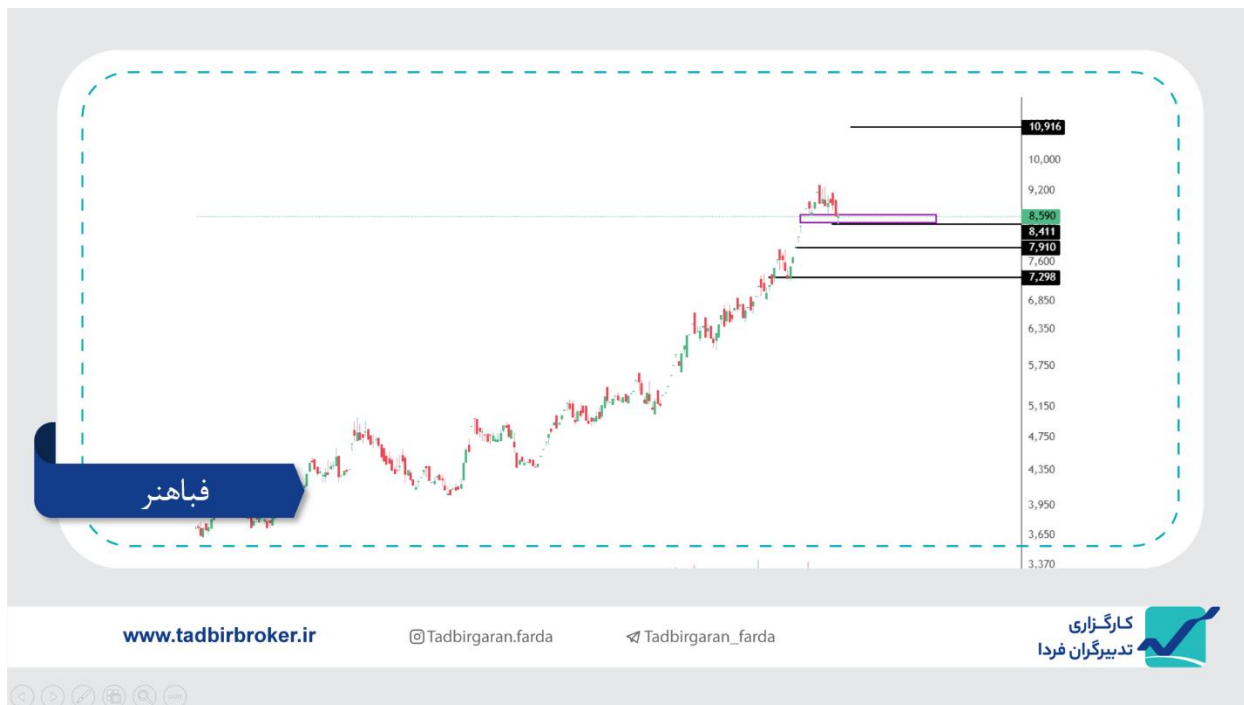 10,916
10,000
9,200
8,590
8,411
7,910
7,600
7,298
6,850
6,350
5,750
5,150
4,750
4,350
3,950
3,650
3,370
فباهنر
www.tadbirbroker.ir
Tadbirgaran.farda
Tadbirgaran_farda
کارگزاری
تدبیرگران فردا